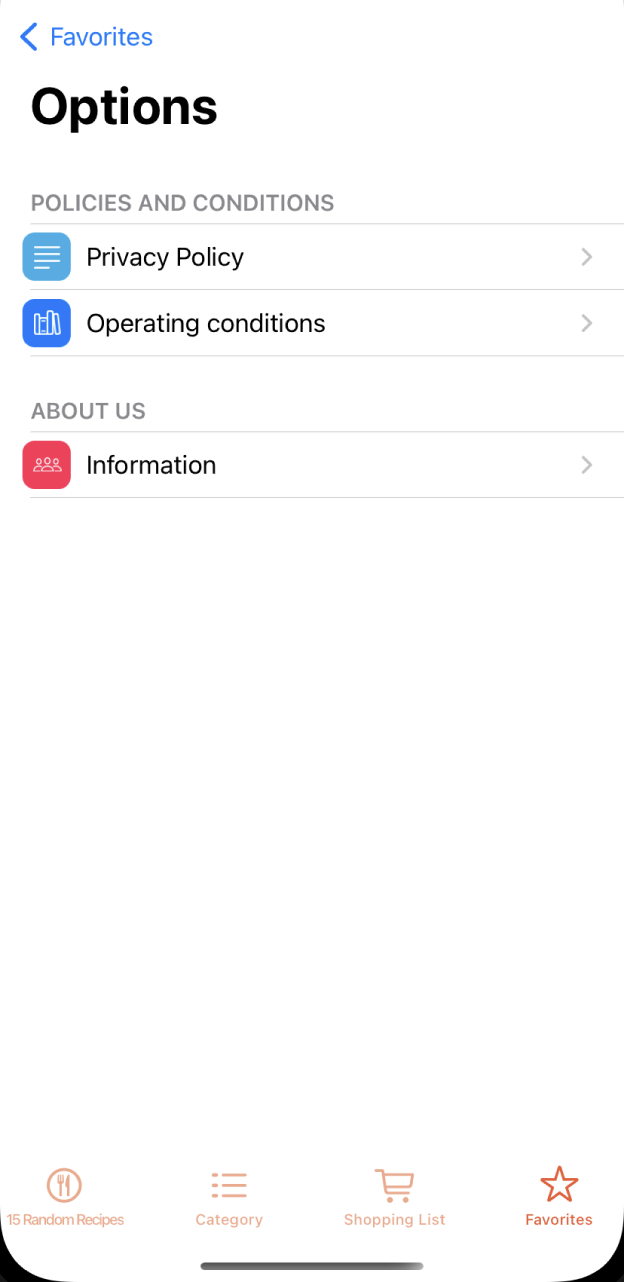 Favorites
Options
POLICIES AND CONDITIONS
Privacy Policy
Operating conditions
ABOUT US
Information
15 Random Recipes
Category
Shopping List
Favorites